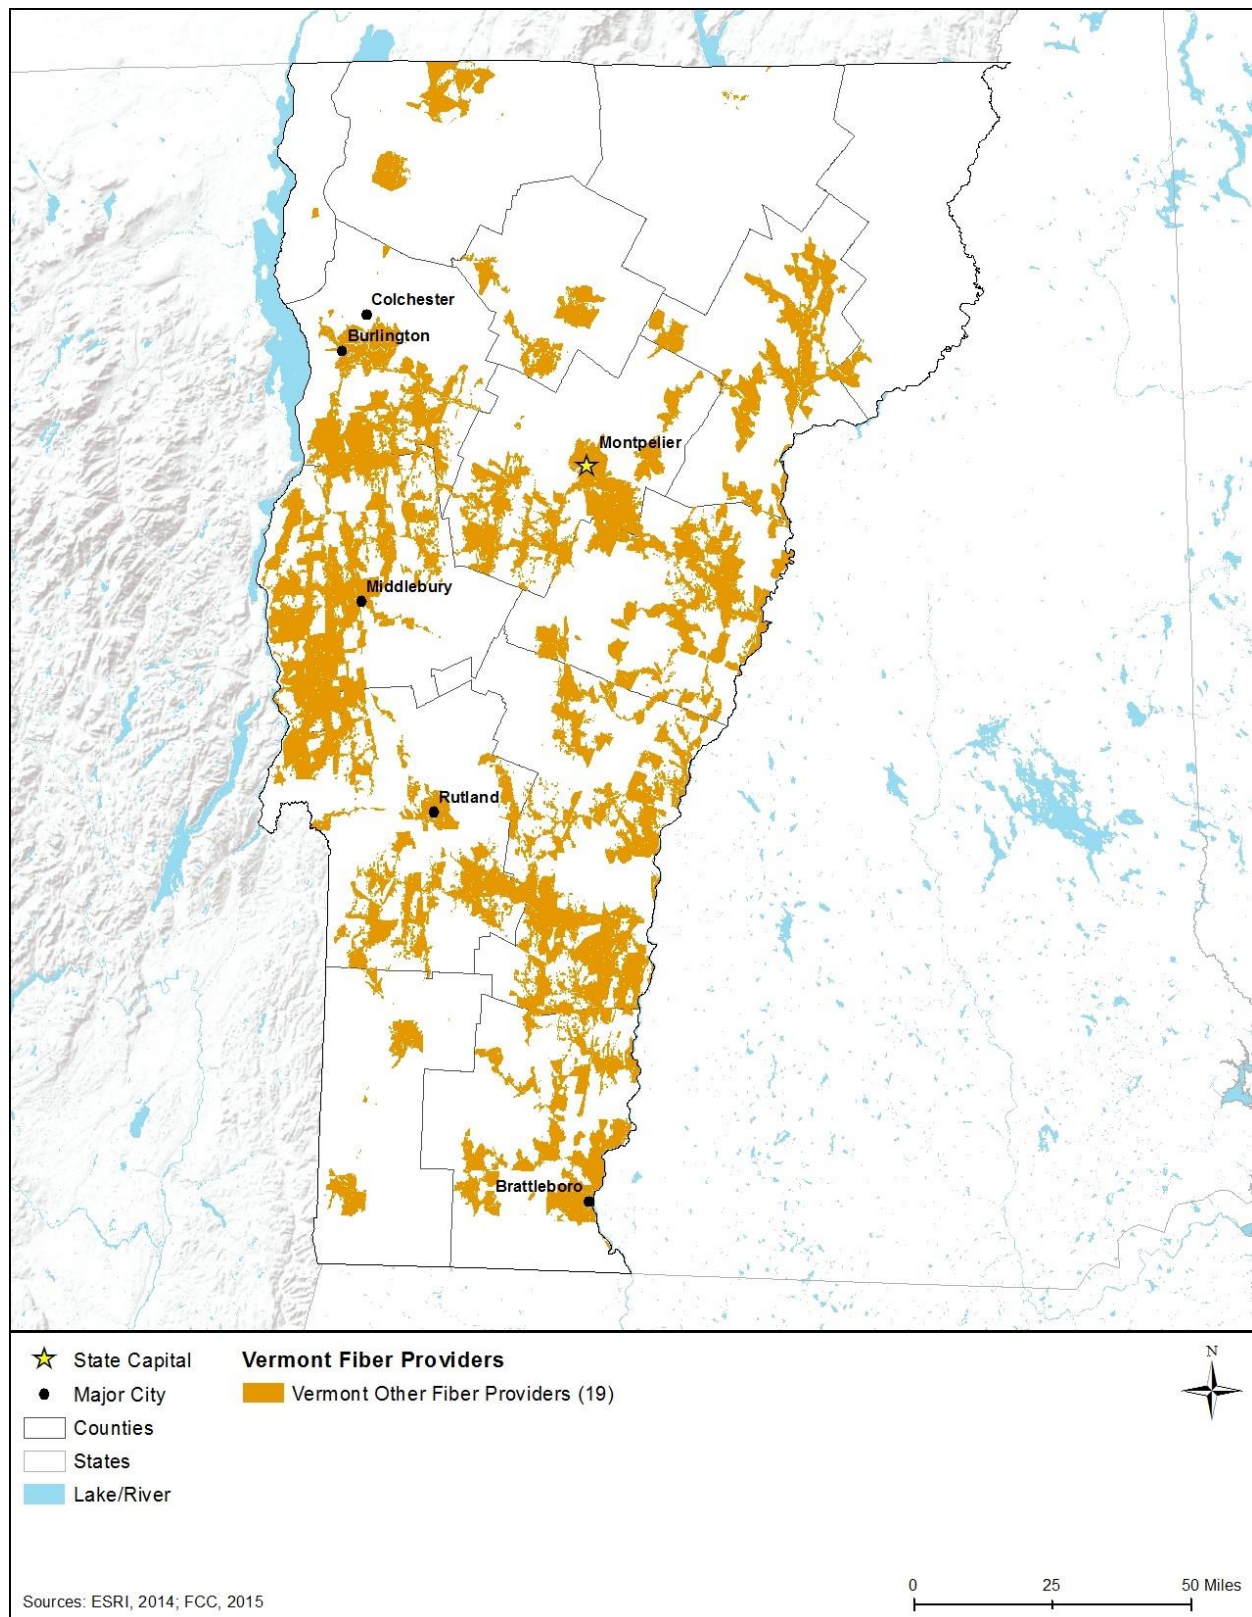 Colchester
Burlington
Montpelier
Middlebury
Rutland
Brattleboro
State Capital
Vermont Fiber Providers
N
Major City
Vermont Other Fiber Providers (19)
Counties
States
Lake/River
0 25 50 Miles
Sources: ESRI, 2014; FCC, 2015